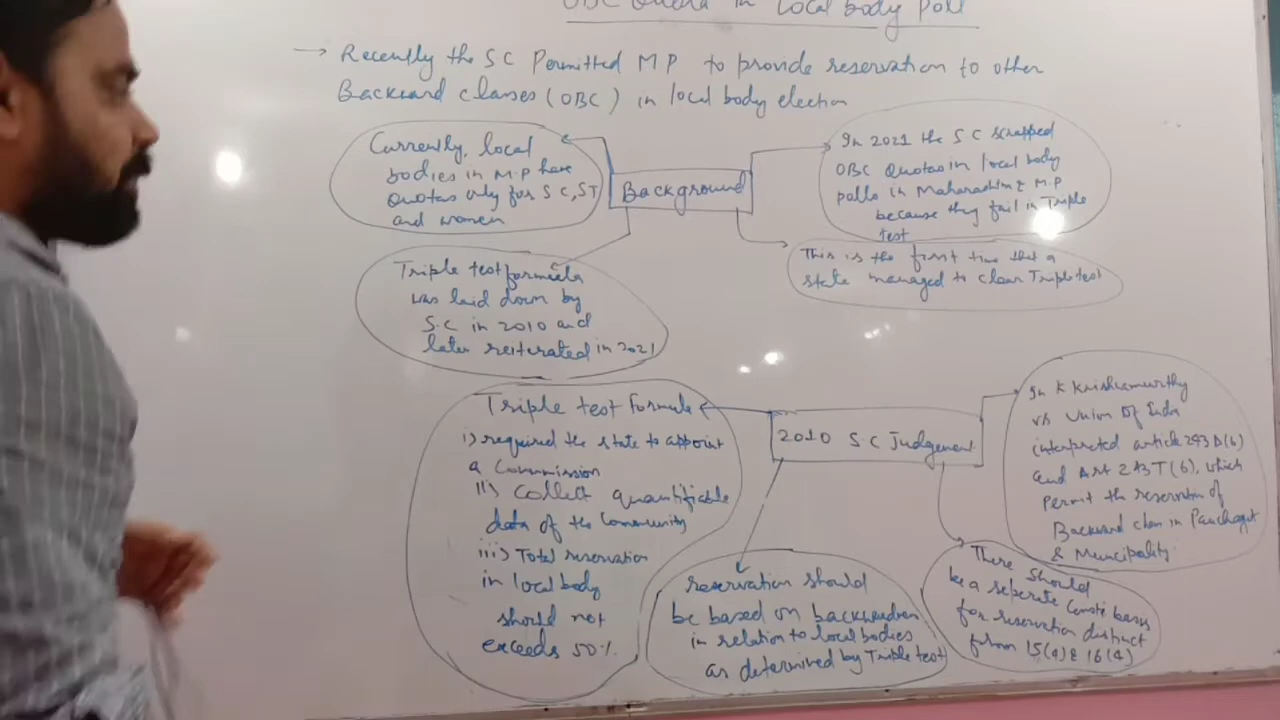 OBC Quota in local body Poll
→ Recently the SC Permitted MP to provide reservation to other
Backward classes (OBC) in local body election
Currently, local
bodies in M.P have
Quotas only for SC, ST
and women
Background
In 2021 the SC scrapped
OBC Quotas in local body
polls in Maharashtra & M.P
because they fail in Triple
test
Triple test formula
was laid down by
S.C in 2010 and
later reiterated in 2021
This is the first time that a
state managed to clear Triple test
Triple test formula
i) required the state to appoint
a Commission
ii) Collect quantifiable
data of the Community
iii) Total reservation
in local body
should not
exceeds 50%.
2010 S.C Judgement
In K Krishnamurthy
v/s Union of India
interpreted article 243 D(6)
and Art 243T(6), which
permit the reservation of
Backward class in Panchayat
& Muncipality.
reservation should
be based on backwardness
in relation to local bodies
as determined by Triple test
There should
be a seperate basis
for reservation distinct
from 15(4) & 16(4)